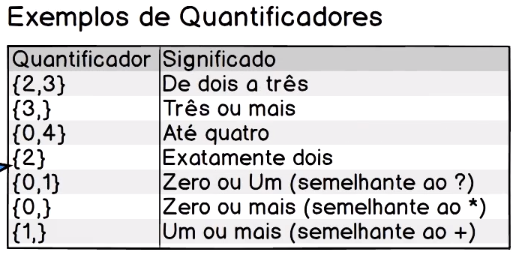 Exemplos de Quantificadores
Quantificador Significado
{2,3} De dois a três
{3,} Três ou mais
{0,4} Até quatro
{2} Exatamente dois
{0,1} Zero ou Um (semelhante ao ?)
{0,} Zero ou mais (semelhante ao *)
{1,} Um ou mais (semelhante ao +)